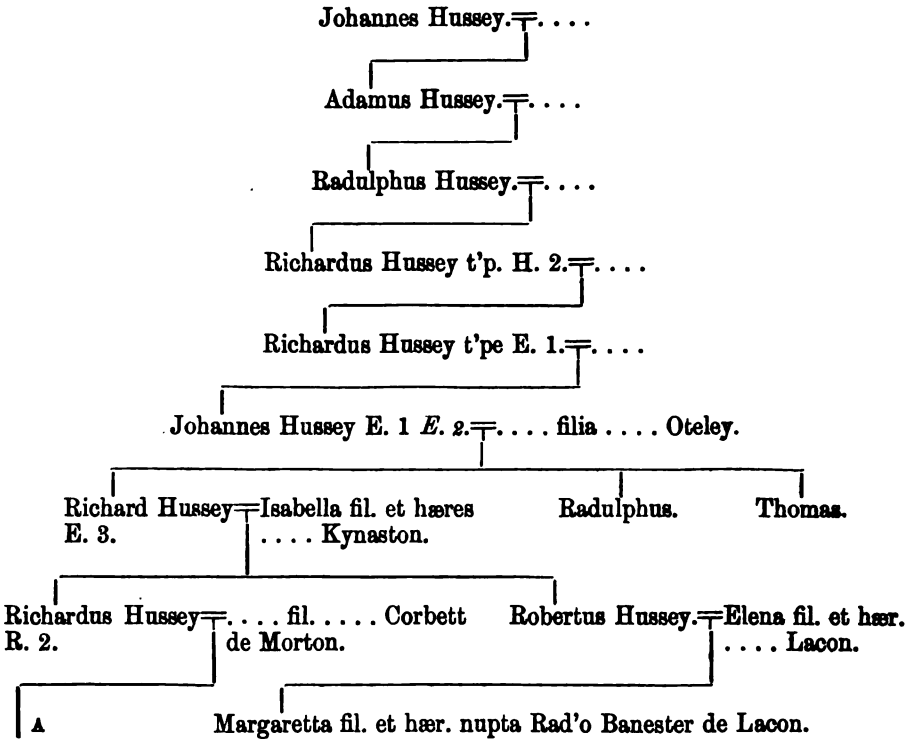 Johannes Hussey. . . . .
Adamus Hussey. . . . .
Radulphus Hussey. . . . .
Richardus Hussey t'p. H. 2. . . . .
Richardus Hussey t'pe E. 1. . . . .
Johannes Hussey E. 1 E. 2. . . . . filia . . . . Oteley.
Richard Hussey Isabella fil. et hæres Radulphus. Thomas.
E. 3. . . . . Kynaston.
Richardus Hussey . . . . fil. . . . . Corbett Robertus Hussey. Elena fil. et hær.
R. 2. de Morton. . . . . Lacon.
A Margaretta fil. et hær. nupta Rad'o Banester de Lacon.